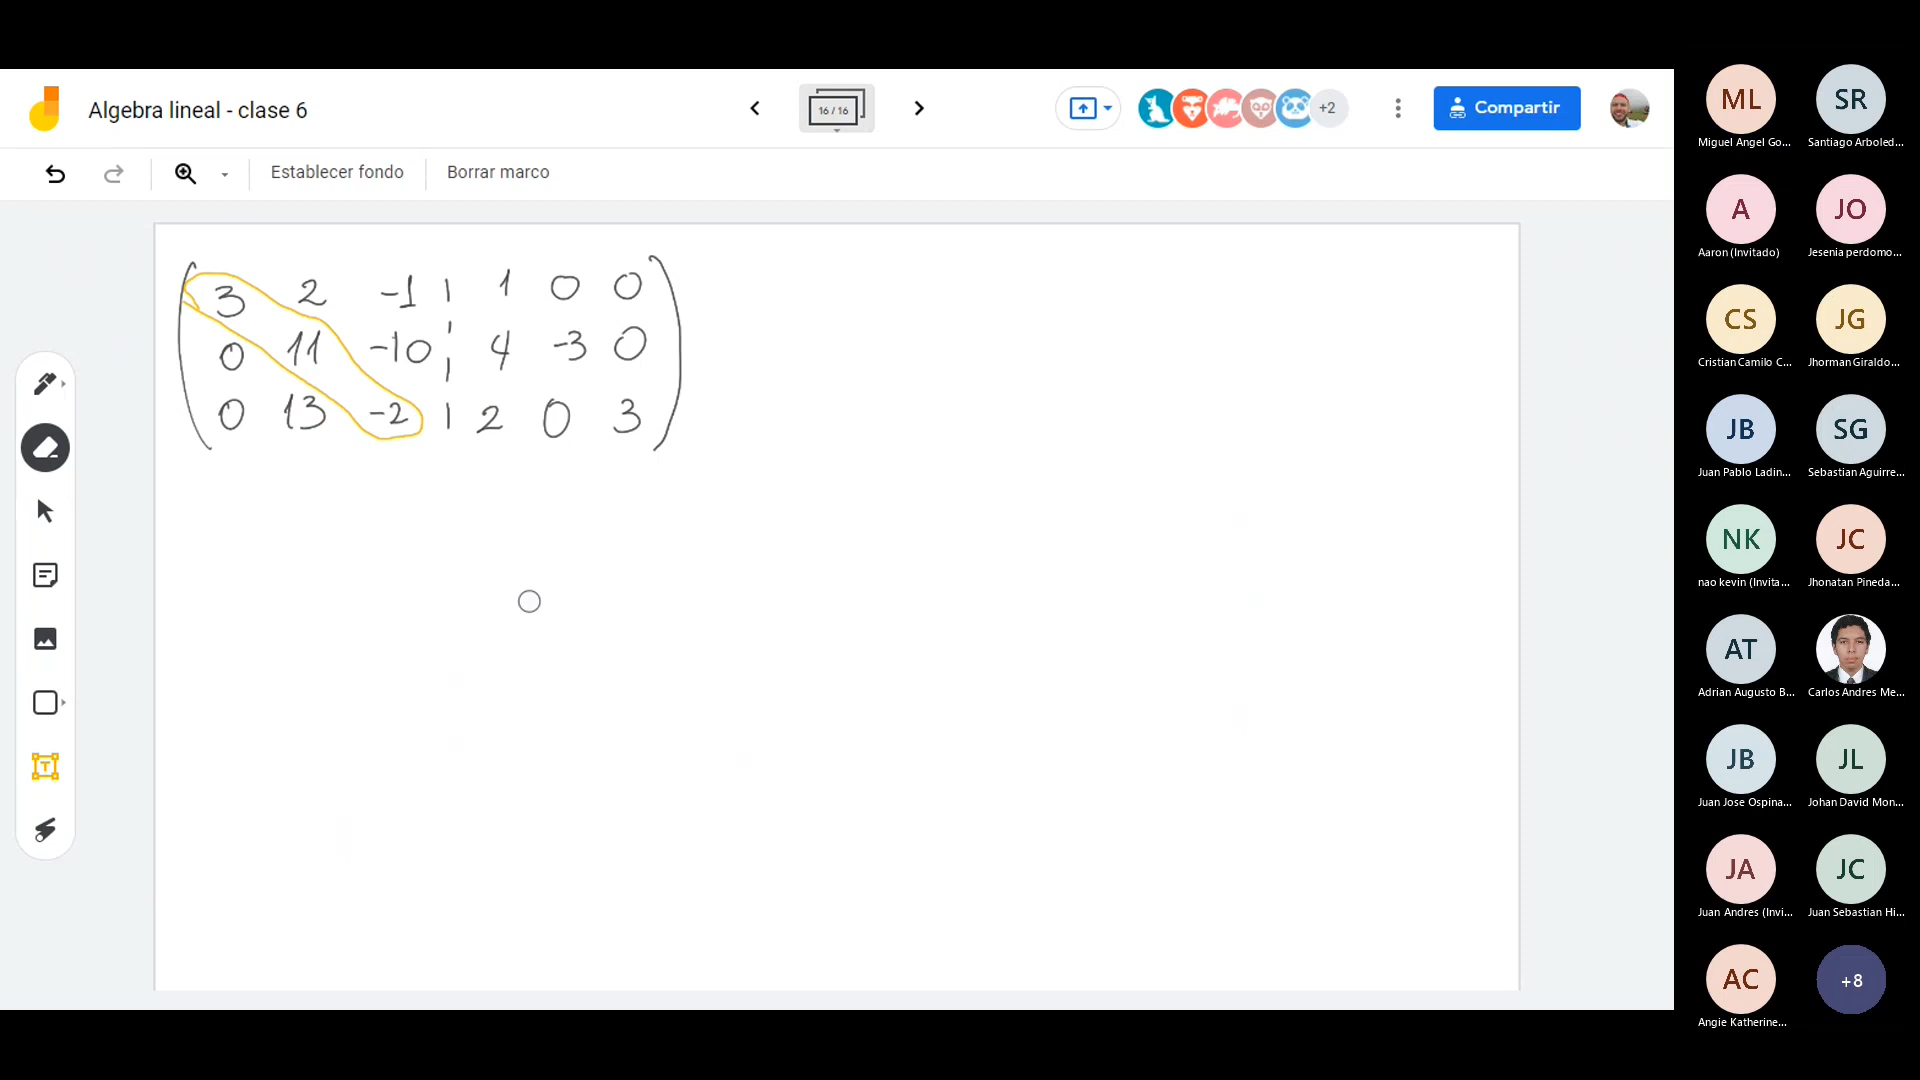 Algebra lineal - clase 6
16 / 16
+2
Compartir
Establecer fondo
Borrar marco
3 2 -1 | 1 0 0
0 11 -10 | 4 -3 0
0 13 -2 | 2 0 3
T
ML
Miguel Angel Go...
SR
Santiago Arboled...
A
Aaron (Invitado)
JO
Jesenia perdomo...
CS
Cristian Camilo C...
JG
Jhorman Giraldo...
JB
Juan Pablo Ladin...
SG
Sebastian Aguirre...
NK
nao kevin (Invita...
JC
Jhonatan Pineda...
AT
Adrian Augusto B...
Carlos Andres Me...
JB
Juan Jose Ospina...
JL
Johan David Mon...
JA
Juan Andres (Invi...
JC
Juan Sebastian Hi...
AC
Angie Katherine...
+8